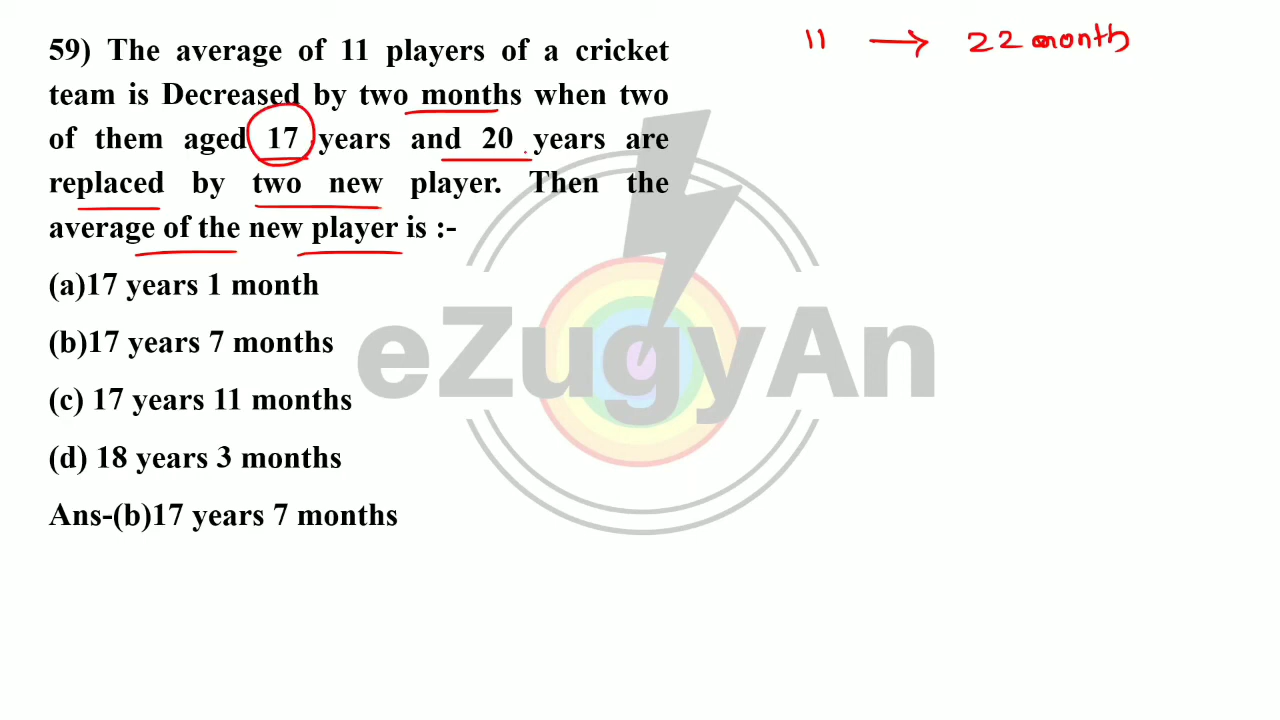 59) The average of 11 players of a cricket
team is Decreased by two months when two
of them aged 17 years and 20 years are
replaced by two new player. Then the
average of the new player is :-
(a)17 years 1 month
(b)17 years 7 months
(c) 17 years 11 months
(d) 18 years 3 months
Ans-(b)17 years 7 months
11 → 22 month
eZugyAn